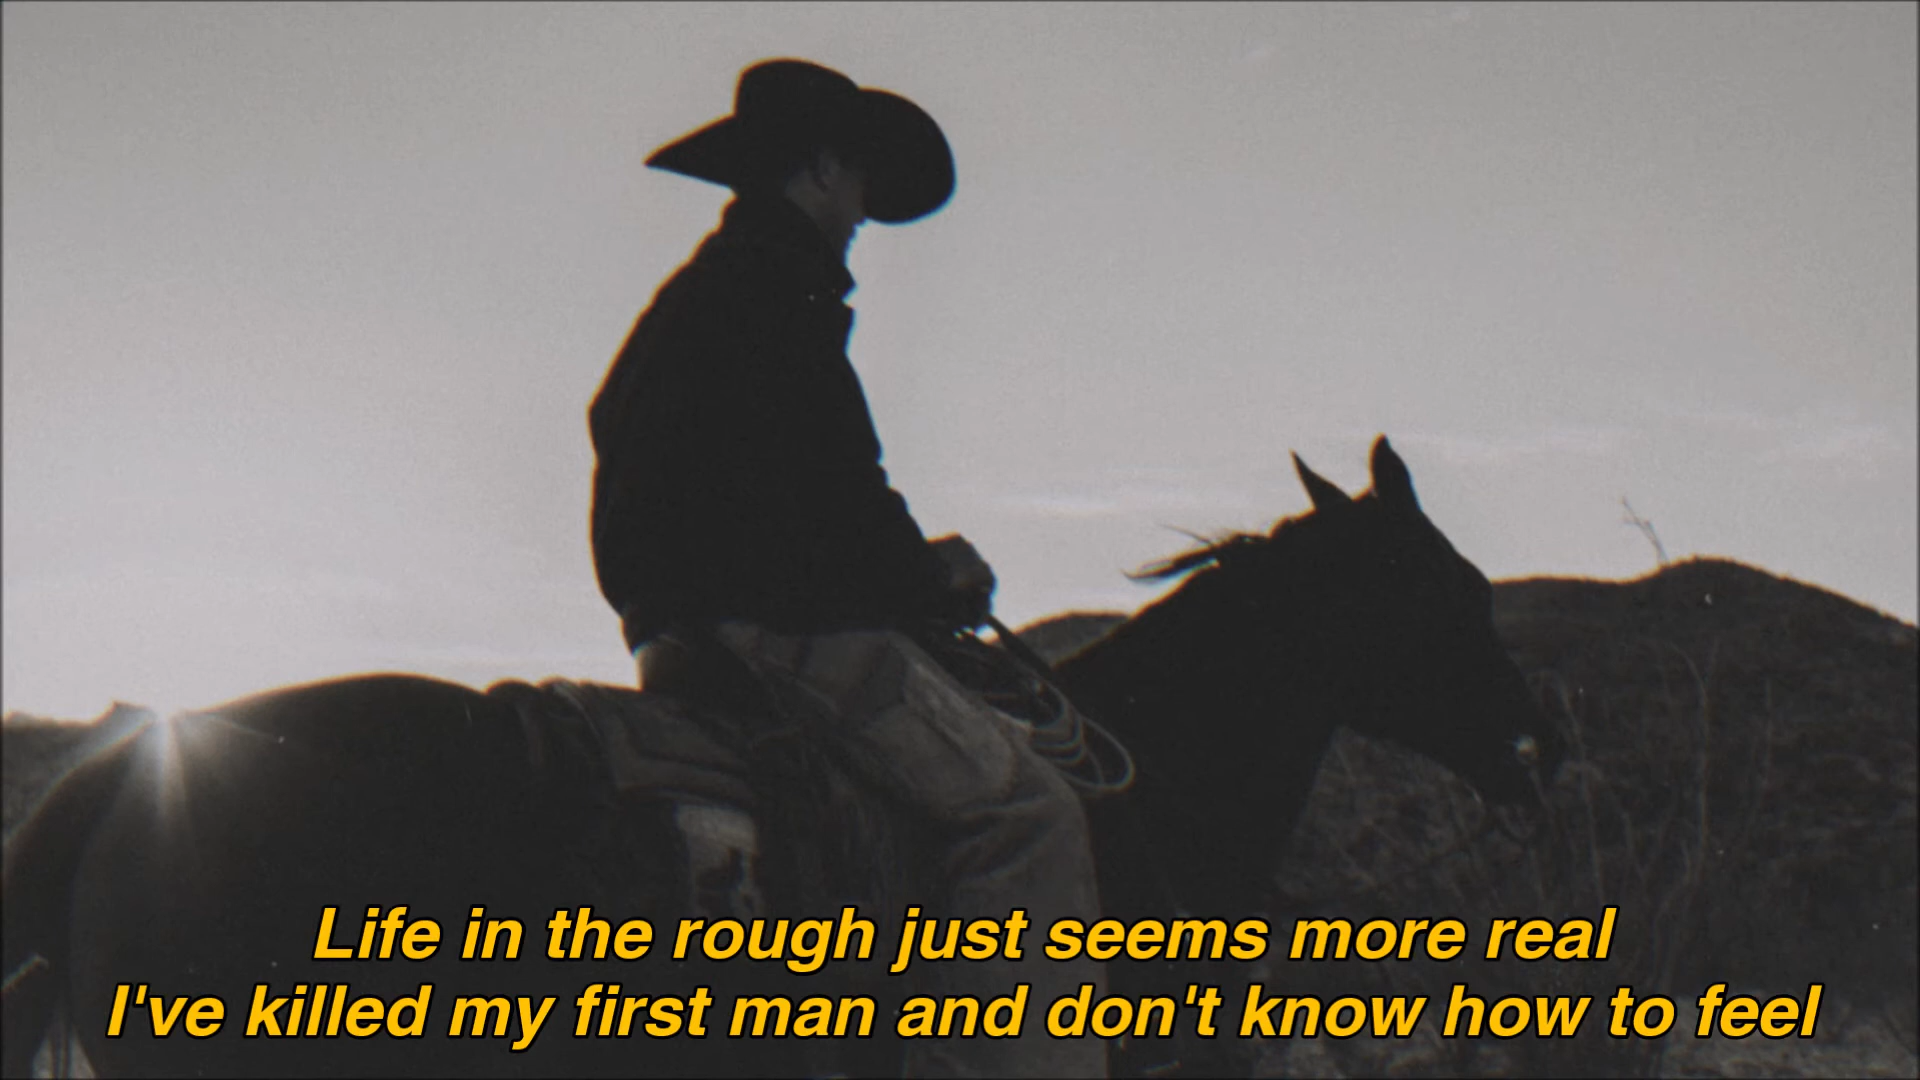 Life in the rough just seems more real
I've killed my first man and don't know how to feel